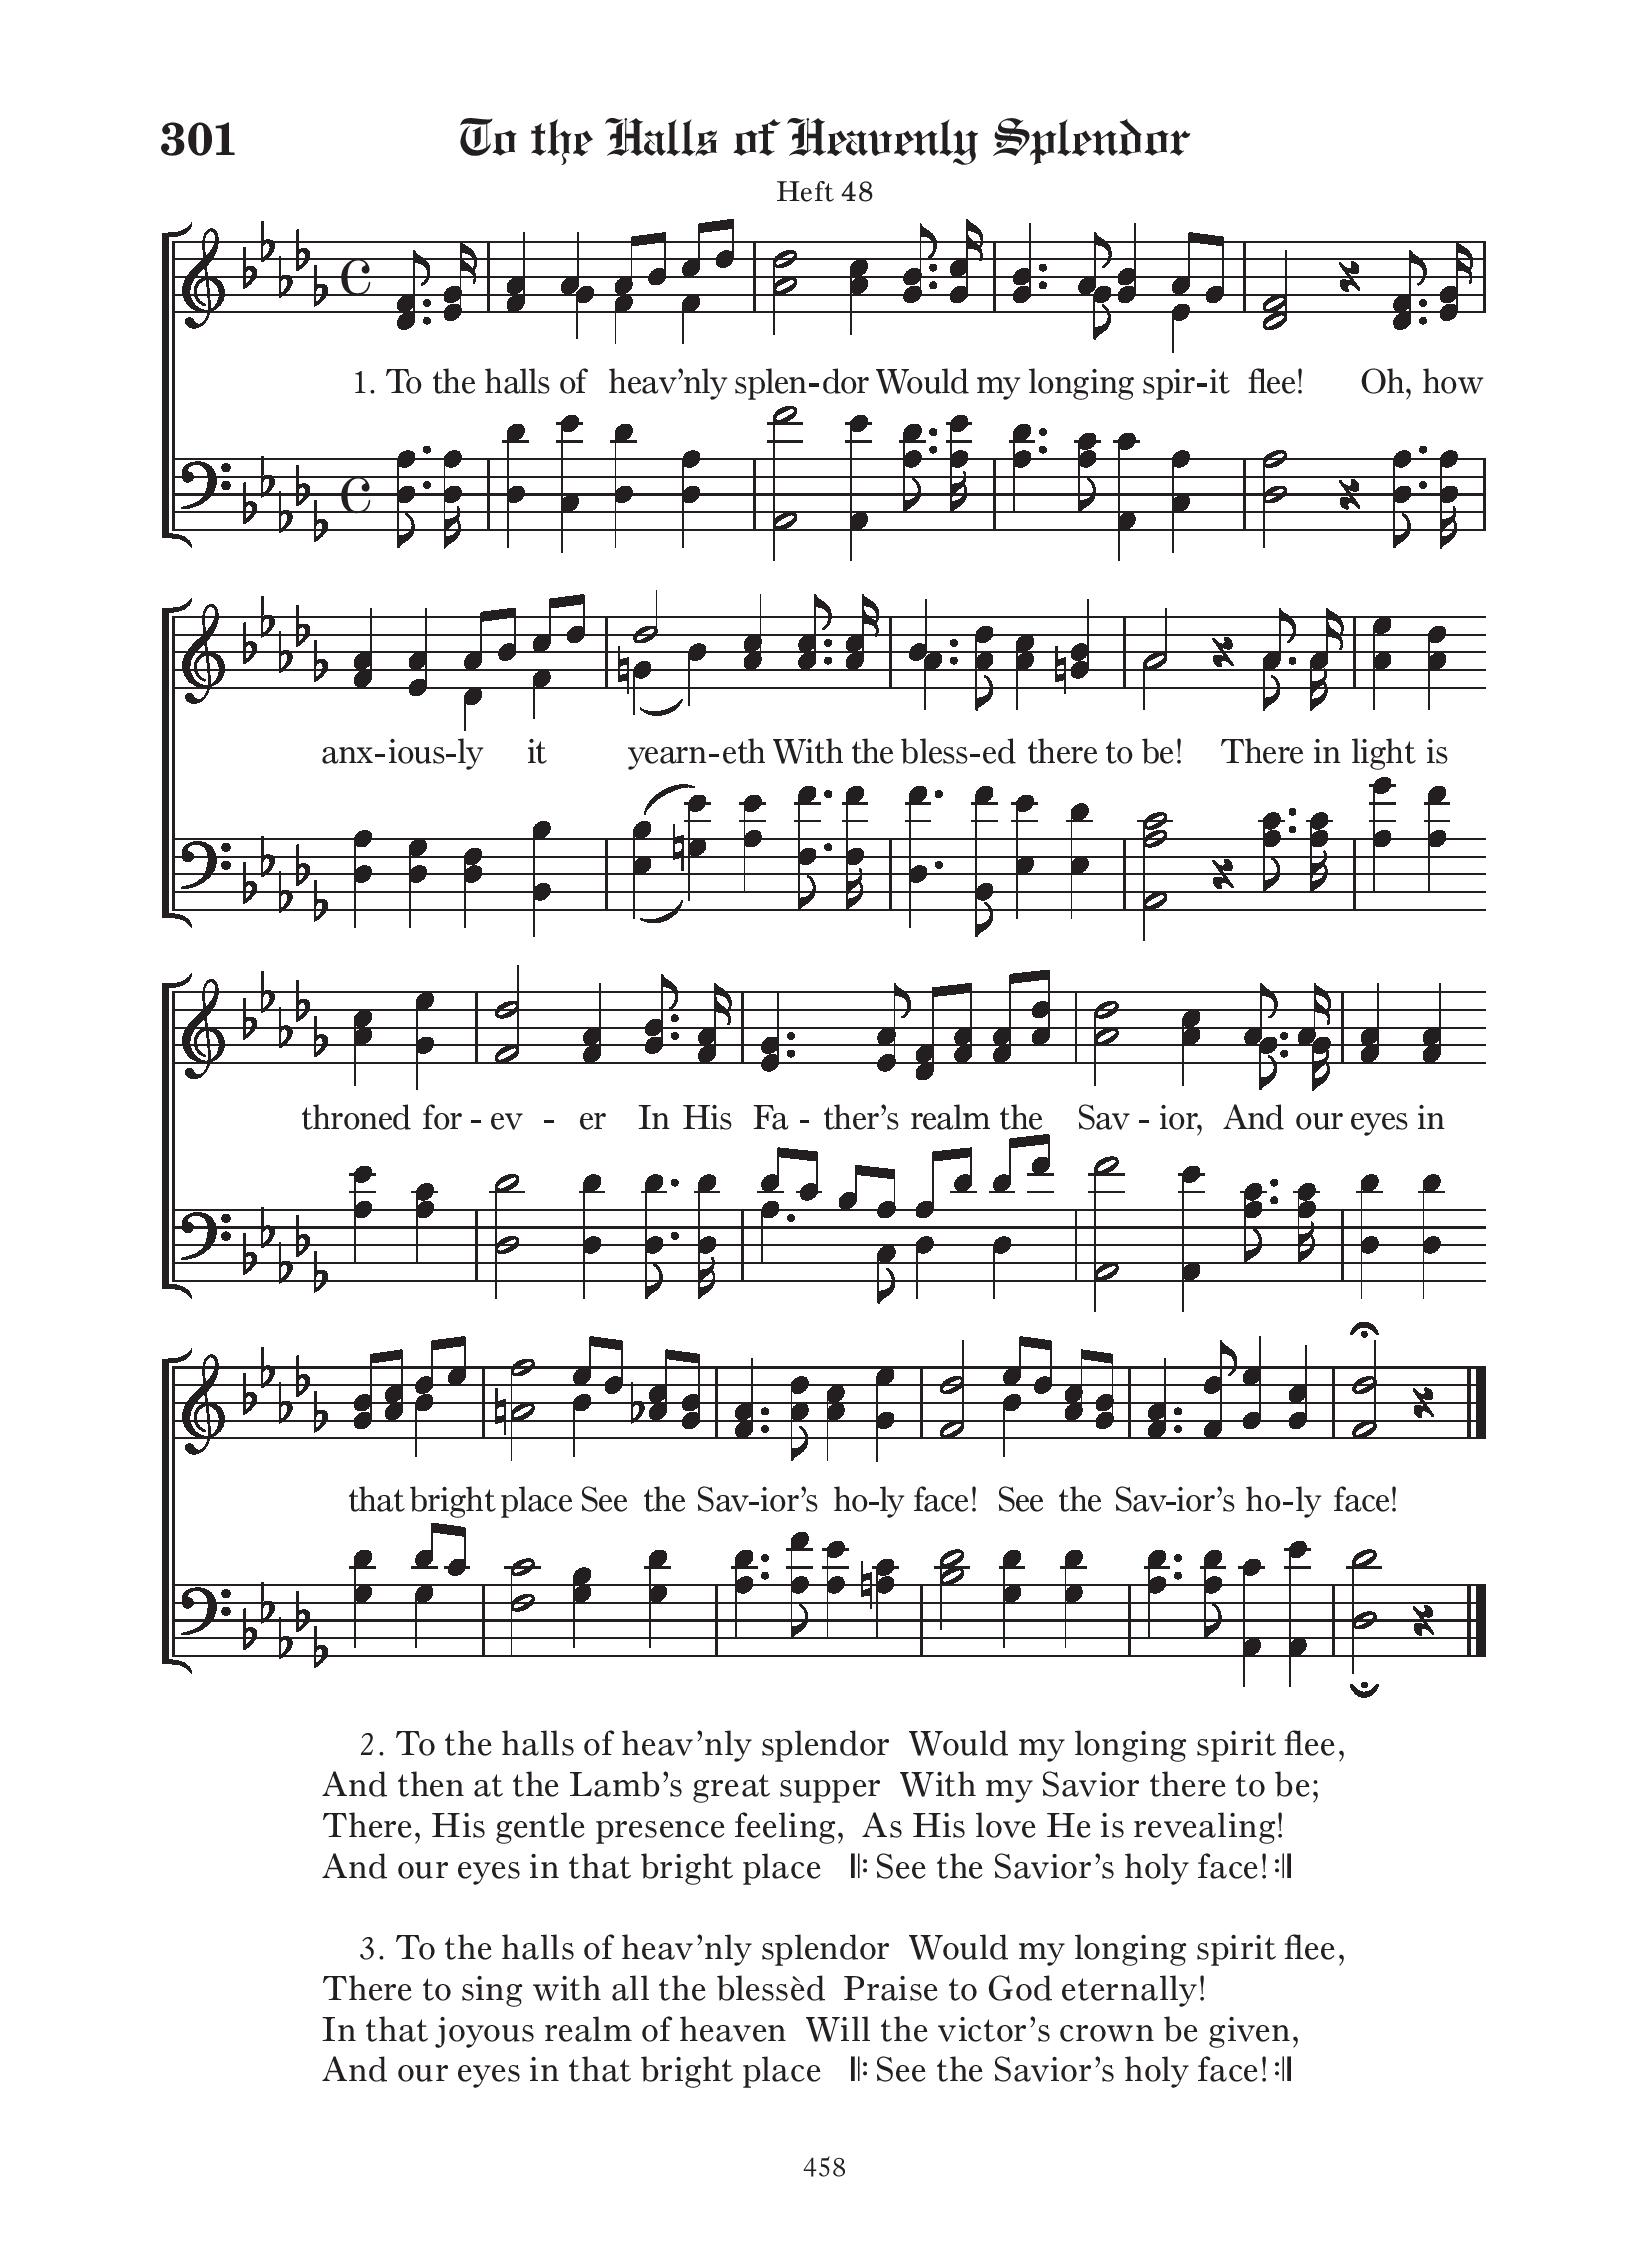 301 To the Halls of Heavenly Splendor
Heft 48
1. To the halls of heav’nly splen-dor Would my longing spir-it flee! Oh, how
anx-ious-ly it yearn-eth With the bless-ed there to be! There in light is
throned for - ev - er In His Fa - ther’s realm the Sav - ior, And our eyes in
that bright place See the Sav-ior’s ho-ly face! See the Sav-ior’s ho-ly face!
2. To the halls of heav’nly splendor Would my longing spirit flee,
And then at the Lamb’s great supper With my Savior there to be;
There, His gentle presence feeling, As His love He is revealing!
And our eyes in that bright place 𝄆 See the Savior’s holy face! 𝄇
3. To the halls of heav’nly splendor Would my longing spirit flee,
There to sing with all the blessèd Praise to God eternally!
In that joyous realm of heaven Will the victor’s crown be given,
And our eyes in that bright place 𝄆 See the Savior’s holy face! 𝄇
458